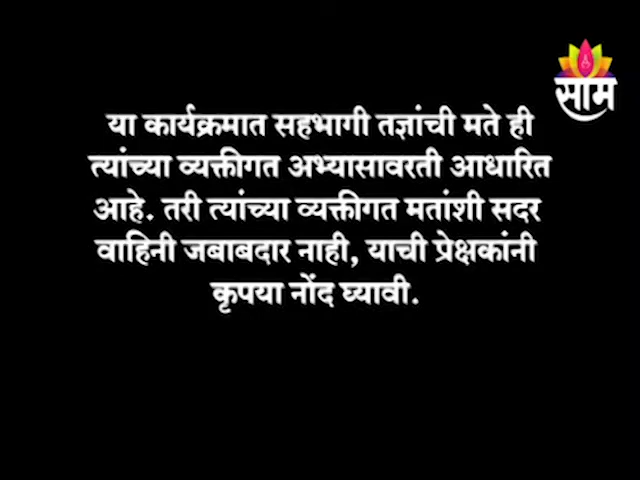 साम
या कार्यक्रमात सहभागी तज्ञांची मते ही
त्यांच्या व्यक्तीगत अभ्यासावरती आधारित
आहे. तरी त्यांच्या व्यक्तीगत मतांशी सदर
वाहिनी जबाबदार नाही, याची प्रेक्षकांनी
कृपया नोंद घ्यावी.